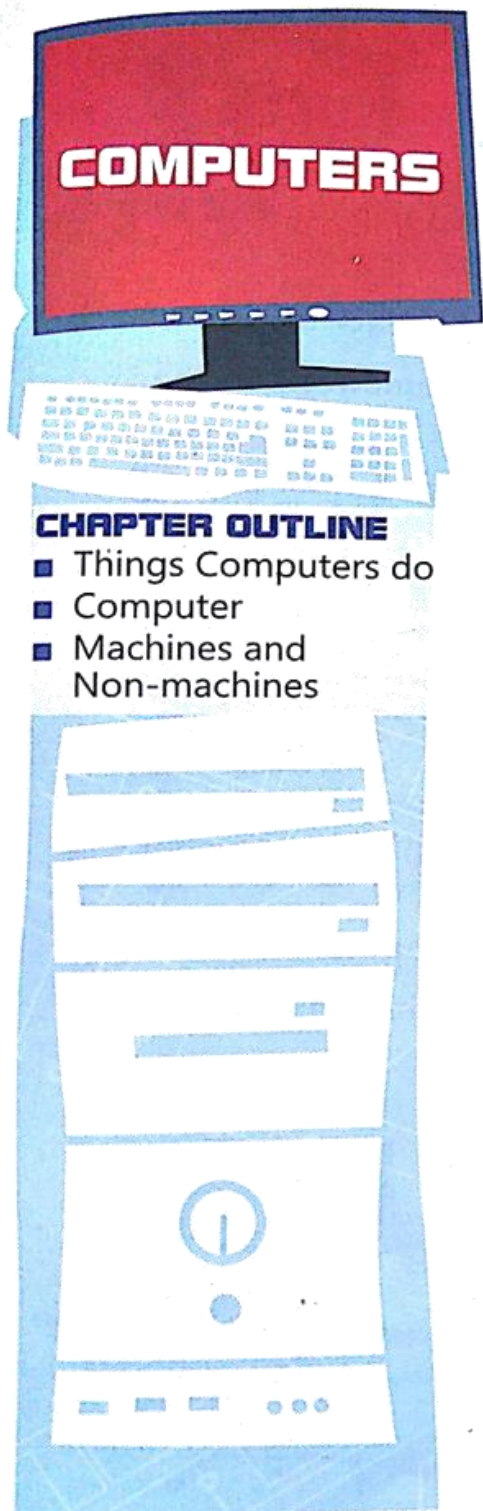 COMPUTERS
CHAPTER OUTLINE
Things Computers do
Computer
Machines and
Non-machines